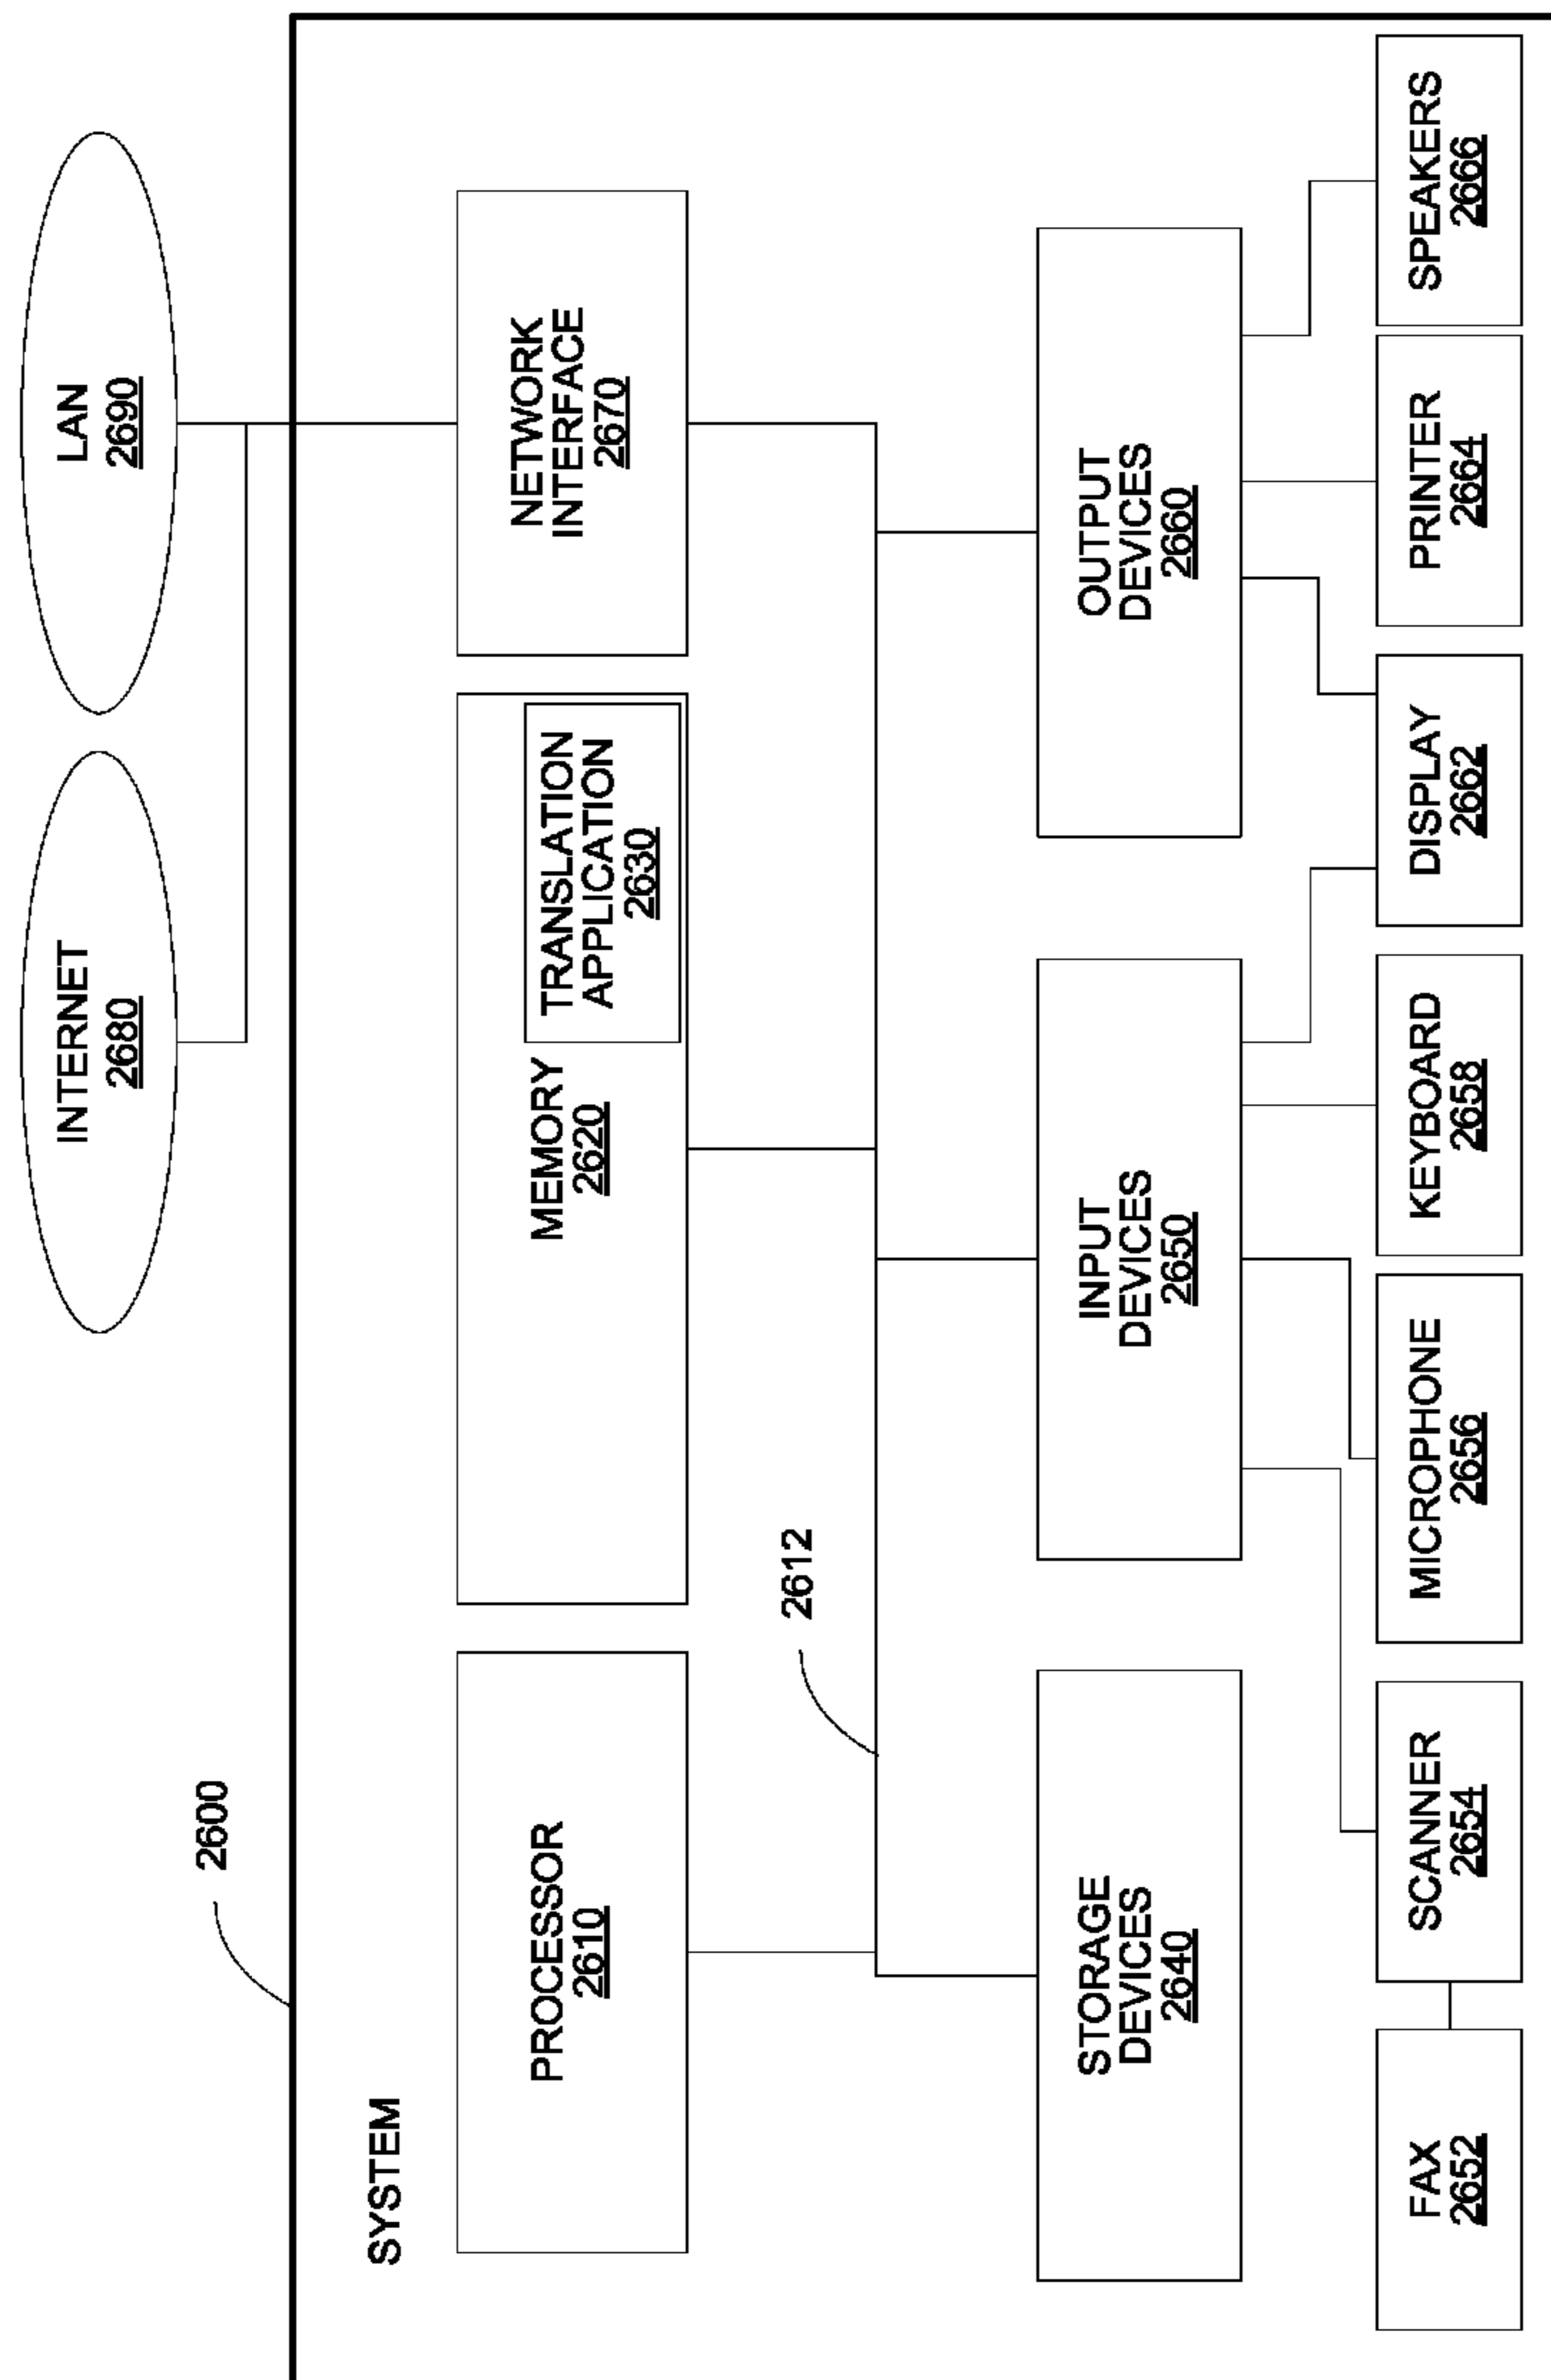 INTERNET
2680
LAN
2690
2600
SYSTEM
PROCESSOR
2610
MEMORY
2620
TRANSLATION
APPLICATION
2630
NETWORK
INTERFACE
2670
2612
STORAGE
DEVICES
2640
INPUT
DEVICES
2650
OUTPUT
DEVICES
2660
FAX
2652
SCANNER
2654
MICROPHONE
2656
KEYBOARD
2658
DISPLAY
2662
PRINTER
2664
SPEAKERS
2666